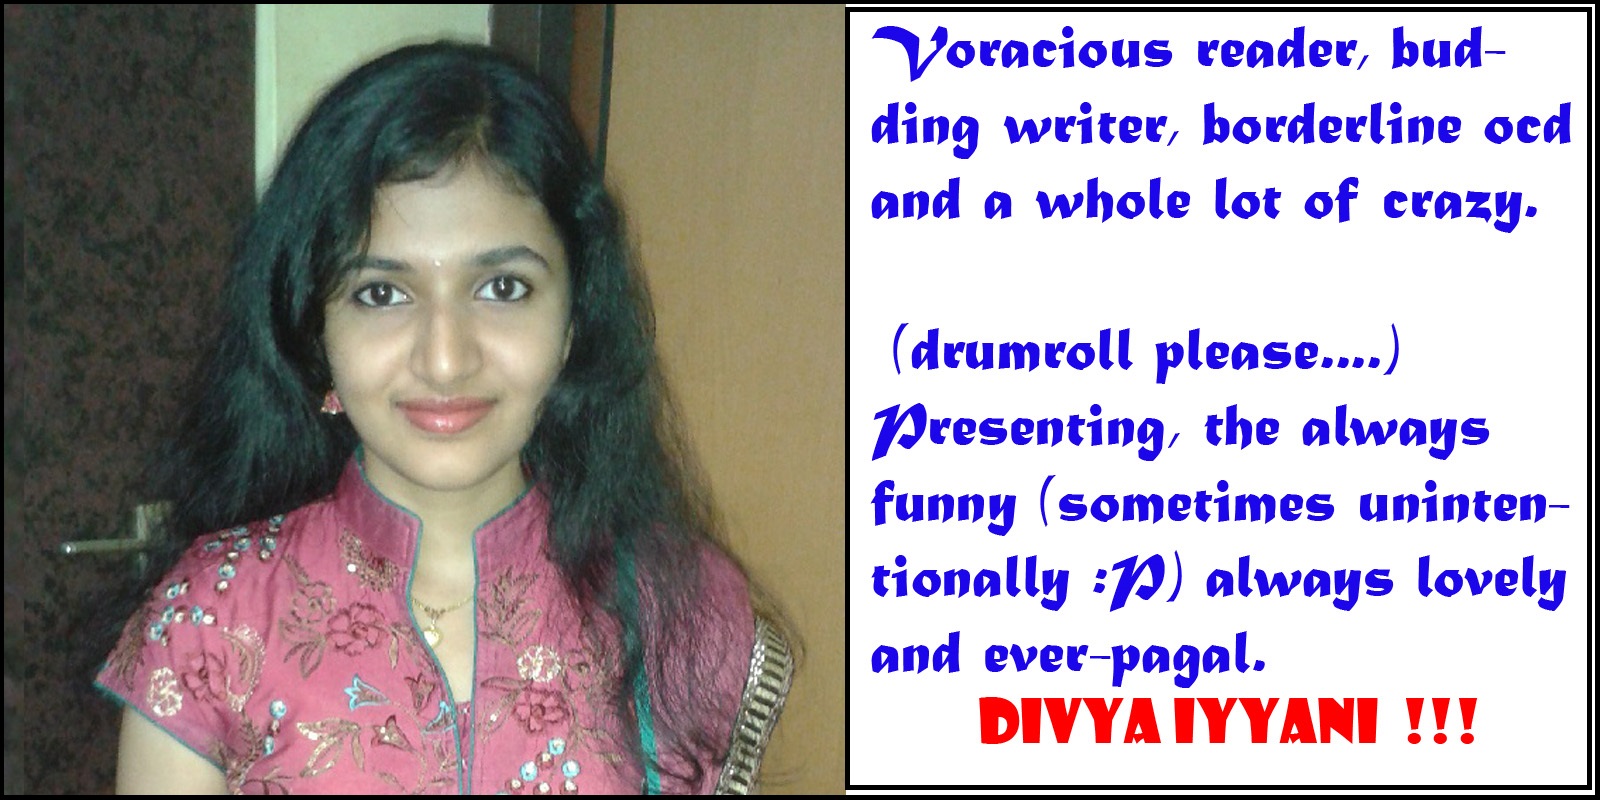 Voracious reader, bud-
ding writer, borderline ocd
and a whole lot of crazy.
(drumroll please....)
Presenting, the always
funny (sometimes uninten-
tionally :P) always lovely
and ever-pagal.
DIVYA IYYANI !!!